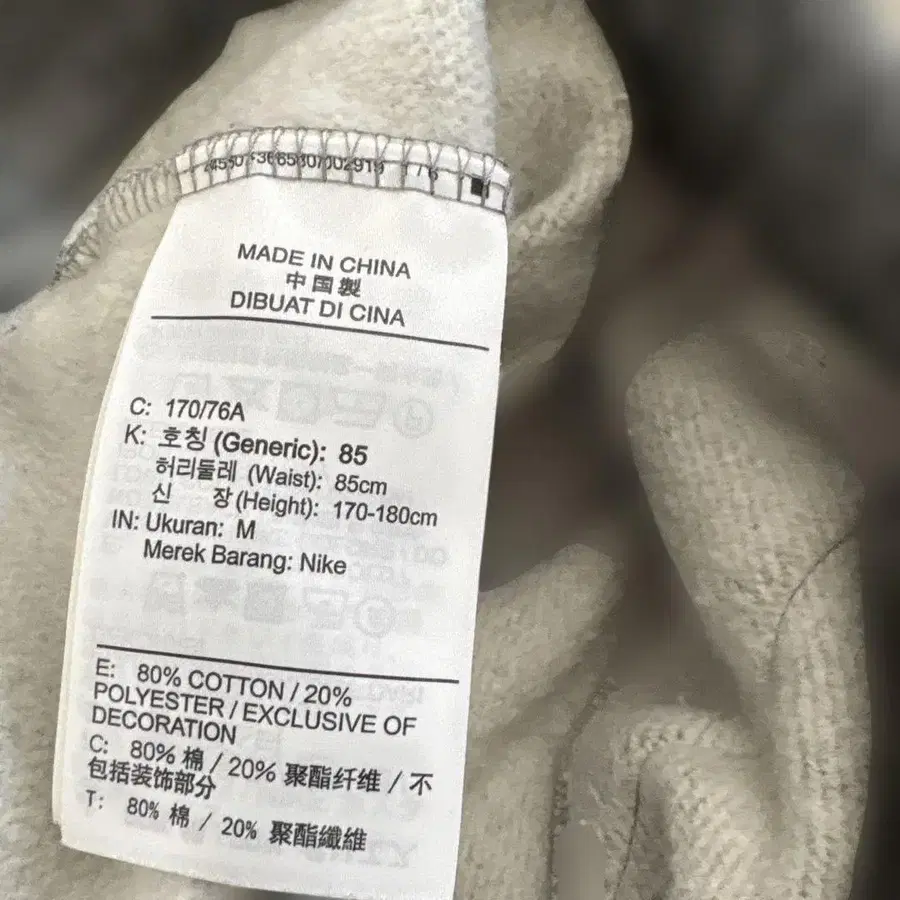 MADE IN CHINA
中国製
DIBUAT DI CINA
C: 170/76A
K: 호칭 (Generic): 85
허리둘레 (Waist): 85cm
신 장 (Height): 170-180cm
IN: Ukuran: M
Merek Barang: Nike
E: 80% COTTON / 20%
POLYESTER / EXCLUSIVE OF
DECORATION
C: 80% 棉 / 20% 聚酯纤维 / 不
包括装饰部分
T: 80% 棉 / 20% 聚酯纖維